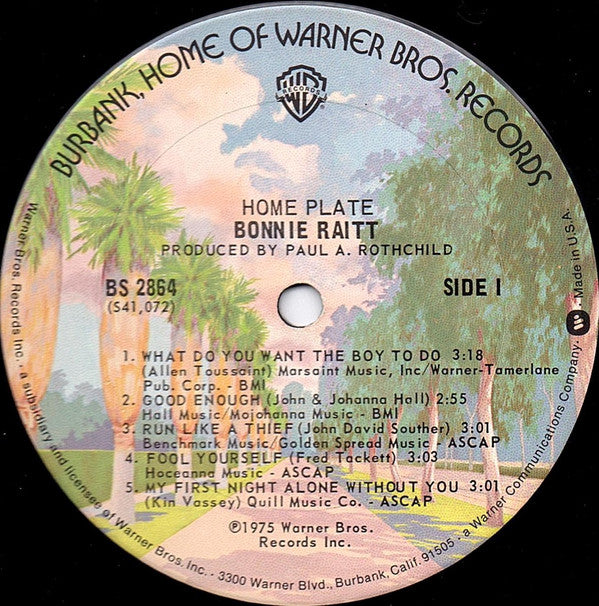 BURBANK, HOME OF WARNER BROS. RECORDS
RECORDS
HOME PLATE
BONNIE RAITT
PRODUCED BY PAUL A. ROTHCHILD
BS 2864
(S41,072)
SIDE 1
1. WHAT DO YOU WANT THE BOY TO DO 3:18
(Allen Toussaint) Marsaint Music, Inc/Warner-Tamerlane
Pub. Corp. - BMI
2. GOOD ENOUGH (John & Johanna Hall) 2:55
Hall Music/Mojohanna Music - BMI
3. RUN LIKE A THIEF (John David Souther) 3:01
Benchmark Music/Golden Spread Music - ASCAP
4. FOOL YOURSELF (Fred Tackett) 3:03
Hoceanna Music - ASCAP
5. MY FIRST NIGHT ALONE WITHOUT YOU 3:01
(Kin Vassey) Quill Music Co. - ASCAP
℗1975 Warner Bros.
Records Inc.
Warner Bros. Records Inc. - a subsidiary and licensee of Warner Bros. Inc. - 3300 Warner Blvd., Burbank, Calif. 91505 - a Warner Communications Company. Made in U.S.A.